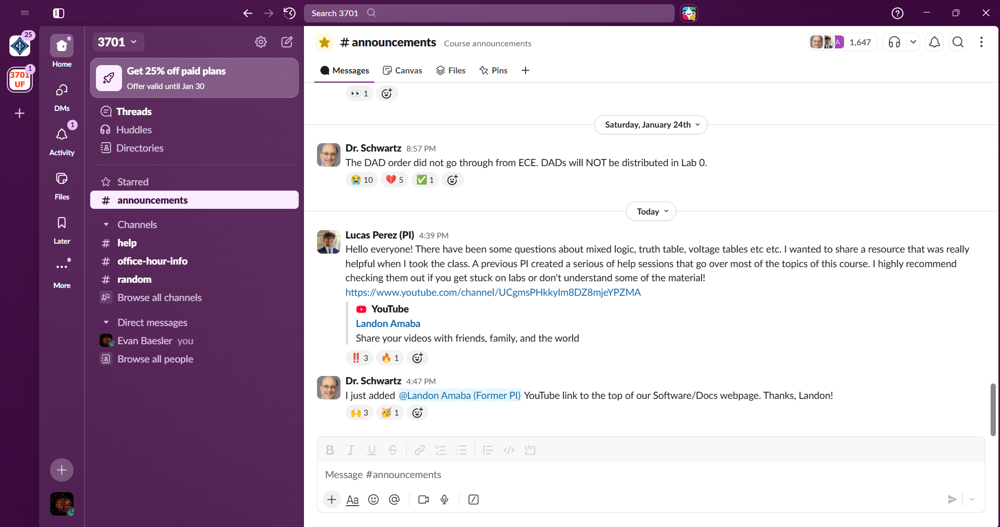 Search 3701
25
1
3701
UF
Home
DMs
1
Activity
Files
Later
More
3701
Get 25% off paid plans
Offer valid until Jan 30
Threads
Huddles
Directories
Starred
# announcements
Channels
# help
# office-hour-info
# random
Browse all channels
Direct messages
Evan Baesler you
Browse all people
# announcements Course announcements
A 1,647
Messages Canvas Files Pins
👀 1
Saturday, January 24th
Dr. Schwartz 8:57 PM
The DAD order did not go through from ECE. DADs will NOT be distributed in Lab 0.
😭 10 💔 5 ✅ 1
Today
Lucas Perez (PI) 4:39 PM
Hello everyone! There have been some questions about mixed logic, truth table, voltage tables etc etc. I wanted to share a resource that was really
helpful when I took the class. A previous PI created a serious of help sessions that go over most of the topics of this course. I highly recommend
checking them out if you get stuck on labs or don't understand some of the material!
https://www.youtube.com/channel/UCgmsPHkkyIm8DZ8mjeYPZMA
YouTube
Landon Amaba
Share your videos with friends, family, and the world
‼️ 3 🔥 1
Dr. Schwartz 4:47 PM
I just added @Landon Amaba (Former PI) YouTube link to the top of our Software/Docs webpage. Thanks, Landon!
🙌 3 🥳 1
B I U S
Message #announcements
Aa